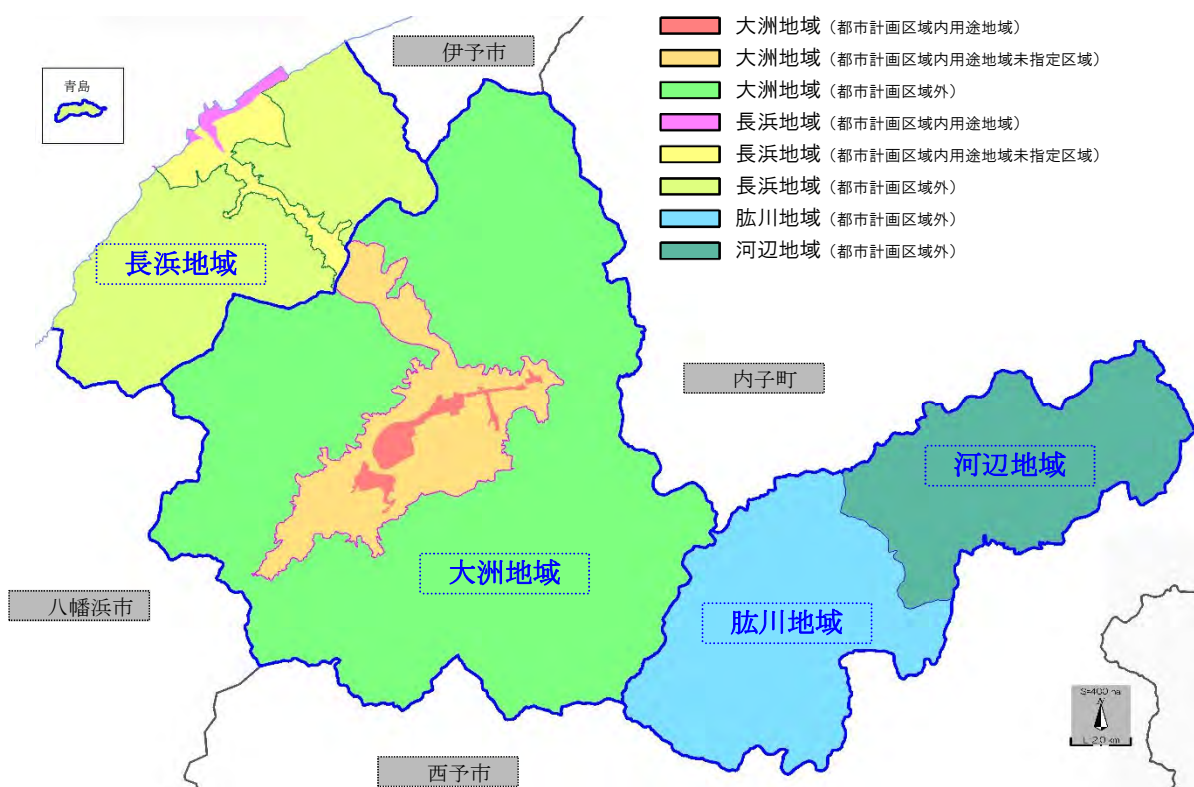 大洲地域（都市計画区域内用途地域）
大洲地域（都市計画区域内用途地域未指定区域）
大洲地域（都市計画区域外）
長浜地域（都市計画区域内用途地域）
長浜地域（都市計画区域内用途地域未指定区域）
長浜地域（都市計画区域外）
肱川地域（都市計画区域外）
河辺地域（都市計画区域外）
伊予市
青島
長浜地域
内子町
河辺地域
大洲地域
八幡浜市
肱川地域
西予市
S=400 ha
L=2.0 km